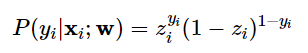 P(y_i|𝐱_i; 𝐰) = z_i^{y_i}(1 − z_i)^{1−y_i}